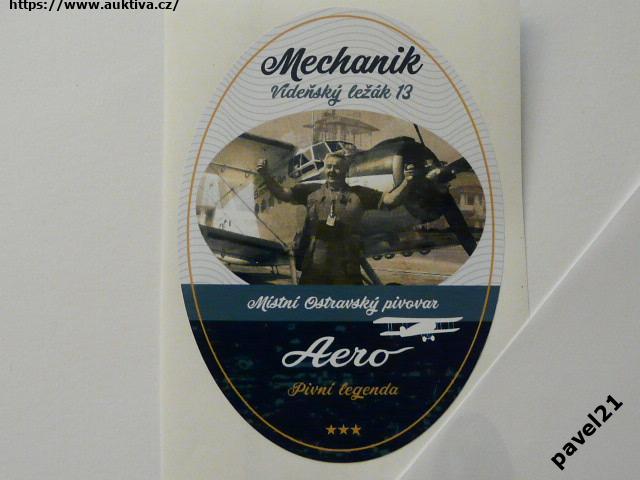 https://www.auktiva.cz/
Mechanik
Vídeňský ležák 13
Místní Ostravský pivovar
Aero
Pivní legenda
pavel21